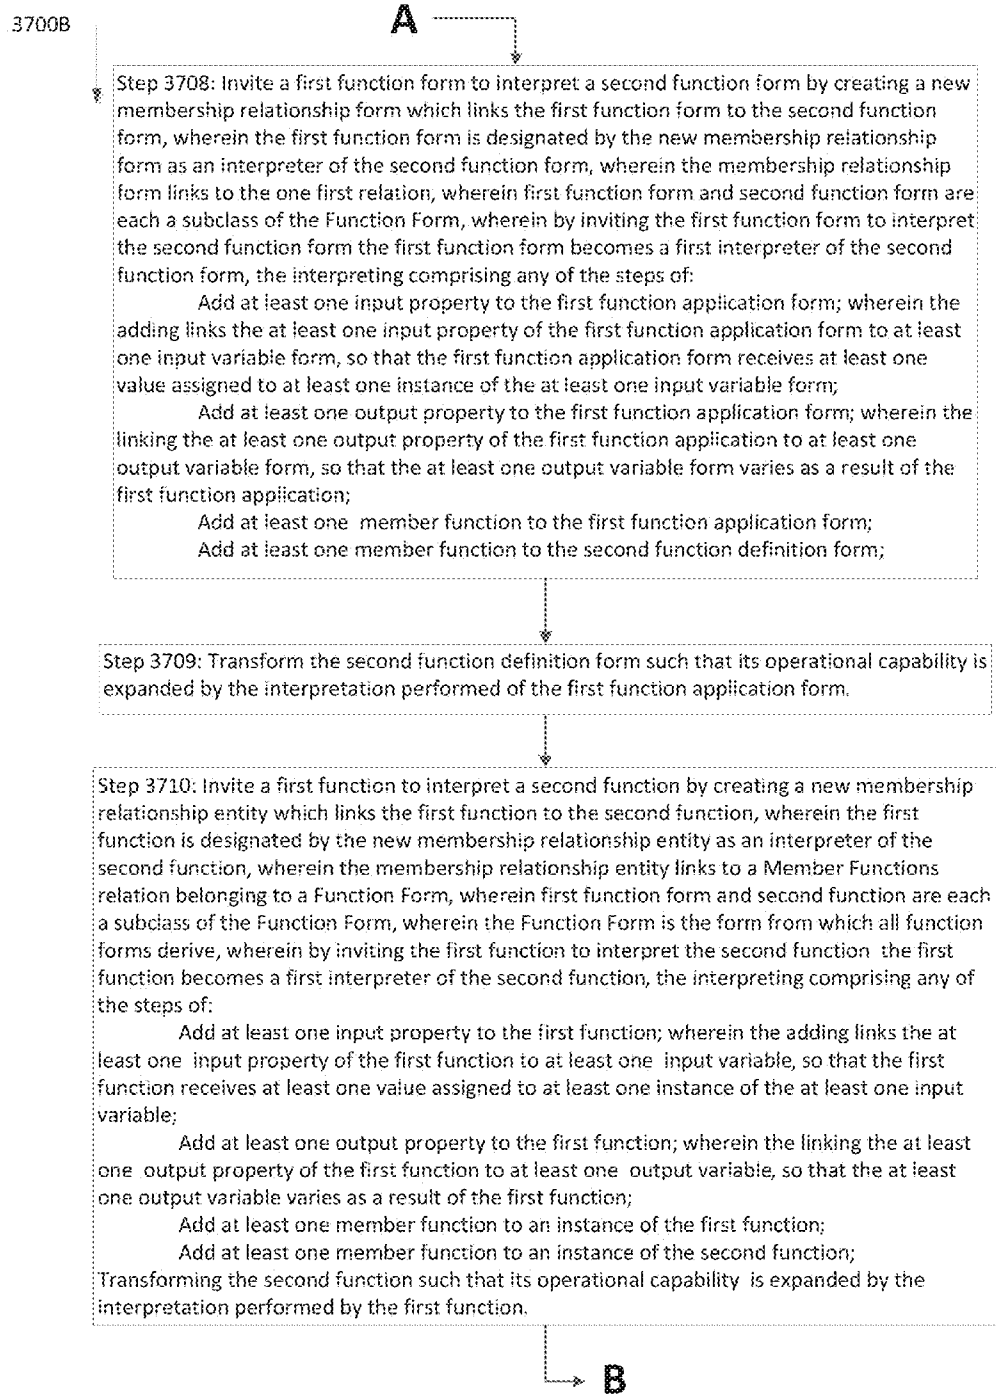 3700B
A
Step 3708: Invite a first function form to interpret a second function form by creating a new
membership relationship form which links the first function form to the second function
form, wherein the first function form is designated by the new membership relationship
form as an interpreter of the second function form, wherein the membership relationship
form links to the one first relation, wherein first function form and second function form are
each a subclass of the Function Form, wherein by inviting the first function form to interpret
the second function form the first function form becomes a first interpreter of the second
function form, the interpreting comprising any of the steps of:
Add at least one input property to the first function application form; wherein the
adding links the at least one input property of the first function application form to at least
one input variable form, so that the first function application form receives at least one
value assigned to at least one instance of the at least one input variable form;
Add at least one output property to the first function application form; wherein the
linking the at least one output property of the first function application to at least one
output variable form, so that the at least one output variable form varies as a result of the
first function application;
Add at least one member function to the first function application form;
Add at least one member function to the second function definition form;
Step 3709: Transform the second function definition form such that its operational capability is
expanded by the interpretation performed of the first function application form.
Step 3710: Invite a first function to interpret a second function by creating a new membership
relationship entity which links the first function to the second function, wherein the first
function is designated by the new membership relationship entity as an interpreter of the
second function, wherein the membership relationship entity links to a Member Functions
relation belonging to a Function Form, wherein first function form and second function are each
a subclass of the Function Form, wherein the Function Form is the form from which all function
forms derive, wherein by inviting the first function to interpret the second function the first
function becomes a first interpreter of the second function, the interpreting comprising any of
the steps of:
Add at least one input property to the first function; wherein the adding links the at
least one input property of the first function to at least one input variable, so that the first
function receives at least one value assigned to at least one instance of the at least one input
variable;
Add at least one output property to the first function; wherein the linking the at least
one output property of the first function to at least one output variable, so that the at least
one output variable varies as a result of the first function;
Add at least one member function to an instance of the first function;
Add at least one member function to an instance of the second function;
Transforming the second function such that its operational capability is expanded by the
interpretation performed by the first function.
B